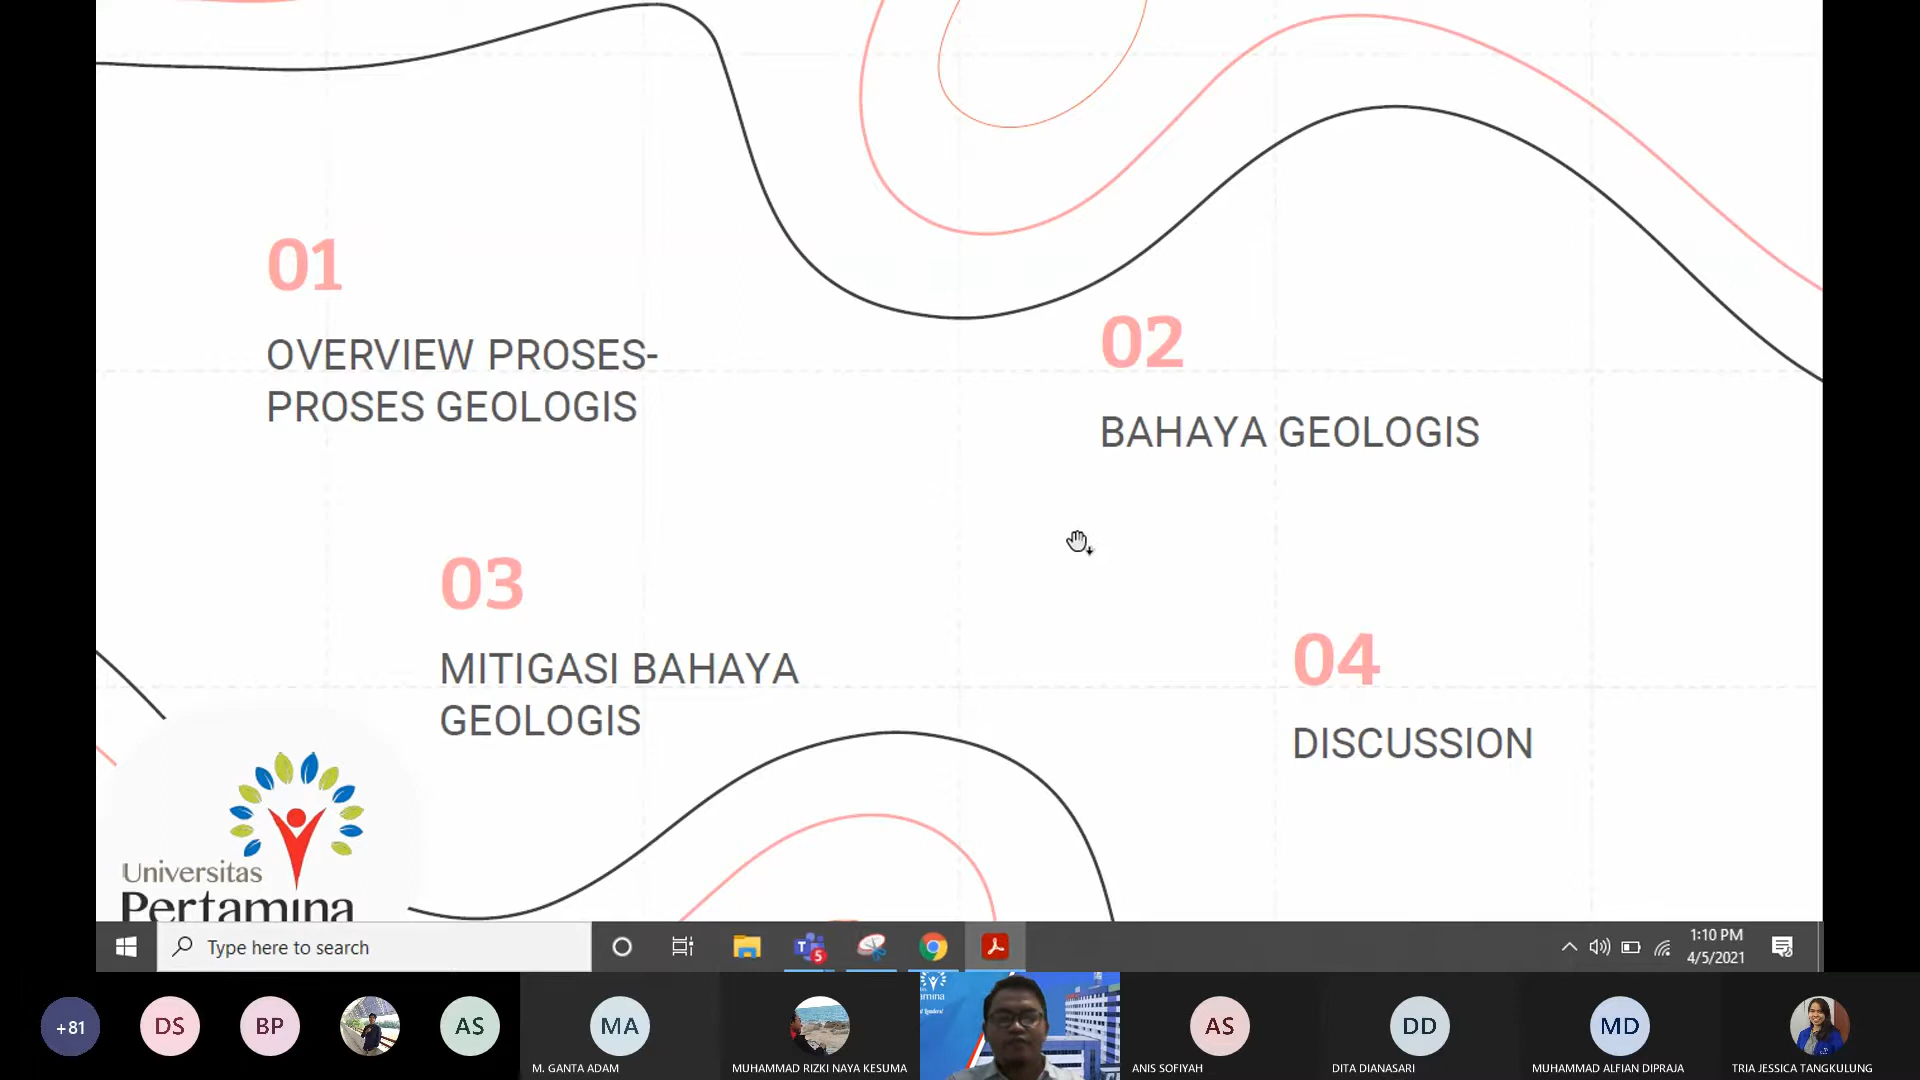 01
OVERVIEW PROSES-
PROSES GEOLOGIS
02
BAHAYA GEOLOGIS
03
MITIGASI BAHAYA
GEOLOGIS
04
DISCUSSION
Universitas
Pertamina
Type here to search
5
1:10 PM
4/5/2021
+81
DS
BP
AS
MA
M. GANTA ADAM
MUHAMMAD RIZKI NAYA KESUMA
AS
ANIS SOFIYAH
DD
DITA DIANASARI
MD
MUHAMMAD ALFIAN DIPRAJA
TRIA JESSICA TANGKULUNG